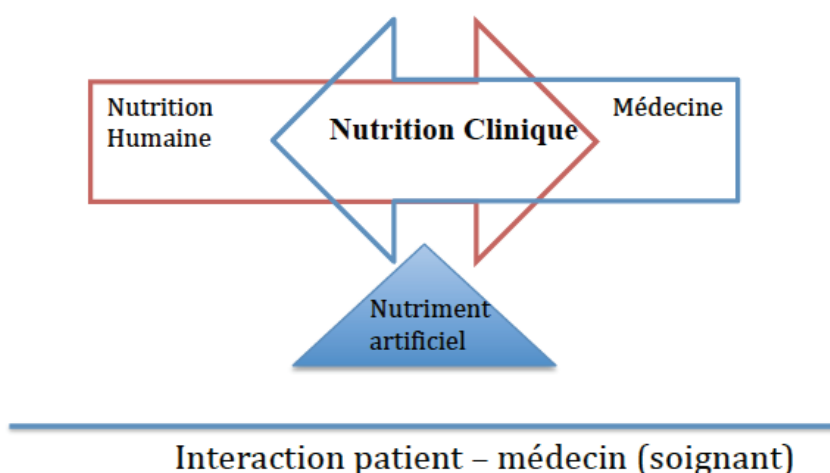 Nutrition
Humaine
Nutrition Clinique
Médecine
Nutriment
artificiel
Interaction patient – médecin (soignant)